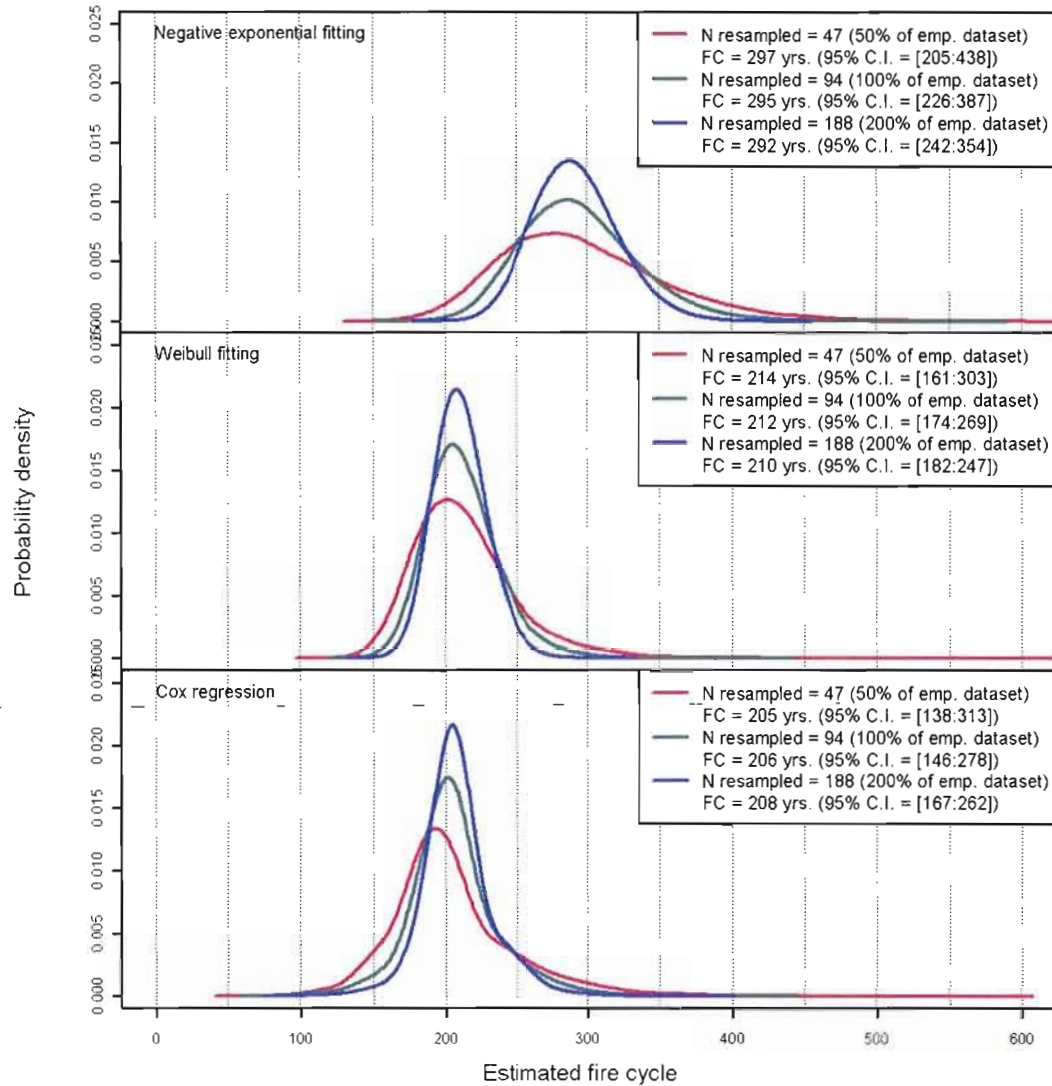 Probability density
0.025
0.020
0.015
0.010
0.005
0.000
Negative exponential fitting
N resampled = 47 (50% of emp. dataset)
FC = 297 yrs. (95% C.I. = [205:438])
N resampled = 94 (100% of emp. dataset)
FC = 295 yrs. (95% C.I. = [226:387])
N resampled = 188 (200% of emp. dataset)
FC = 292 yrs. (95% C.I. = [242:354])
0.020
0.015
0.010
0.005
Weibull fitting
N resampled = 47 (50% of emp. dataset)
FC = 214 yrs. (95% C.I. = [161:303])
N resampled = 94 (100% of emp. dataset)
FC = 212 yrs. (95% C.I. = [174:269])
N resampled = 188 (200% of emp. dataset)
FC = 210 yrs. (95% C.I. = [182:247])
0.020
0.015
0.010
0.005
0.000
Cox regression
N resampled = 47 (50% of emp. dataset)
FC = 205 yrs. (95% C.I. = [138:313])
N resampled = 94 (100% of emp. dataset)
FC = 206 yrs. (95% C.I. = [146:278])
N resampled = 188 (200% of emp. dataset)
FC = 208 yrs. (95% C.I. = [167:262])
0 100 200 300 400 500 600
Estimated fire cycle